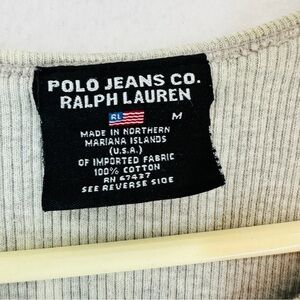 POLO JEANS CO.
RALPH LAUREN
RL M
MADE IN NORTHERN
MARIANA ISLANDS
(U.S.A.)
OF IMPORTED FABRIC
100% COTTON
RN 67437
SEE REVERSE SIDE